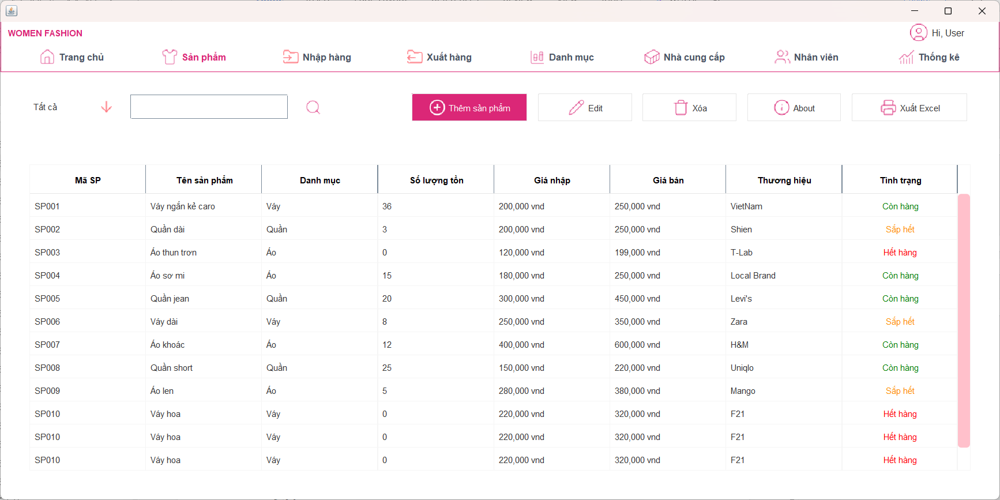 WOMEN FASHION
Hi, User
Trang chủ Sản phẩm Nhập hàng Xuất hàng Danh mục Nhà cung cấp Nhân viên Thống kê
Tất cả Thêm sản phẩm Edit Xóa About Xuất Excel
Mã SP Tên sản phẩm Danh mục Số lượng tồn Giá nhập Giá bán Thương hiệu Tình trạng
SP001 Váy ngắn kẻ caro Váy 36 200,000 vnd 250,000 vnd VietNam Còn hàng
SP002 Quần dài Quần 3 200,000 vnd 250,000 vnd Shien Sắp hết
SP003 Áo thun trơn Áo 0 120,000 vnd 199,000 vnd T-Lab Hết hàng
SP004 Áo sơ mi Áo 15 180,000 vnd 250,000 vnd Local Brand Còn hàng
SP005 Quần jean Quần 20 300,000 vnd 450,000 vnd Levi's Còn hàng
SP006 Váy dài Váy 8 250,000 vnd 350,000 vnd Zara Sắp hết
SP007 Áo khoác Áo 12 400,000 vnd 600,000 vnd H&M Còn hàng
SP008 Quần short Quần 25 150,000 vnd 220,000 vnd Uniqlo Còn hàng
SP009 Áo len Áo 5 280,000 vnd 380,000 vnd Mango Sắp hết
SP010 Váy hoa Váy 0 220,000 vnd 320,000 vnd F21 Hết hàng
SP010 Váy hoa Váy 0 220,000 vnd 320,000 vnd F21 Hết hàng
SP010 Váy hoa Váy 0 220,000 vnd 320,000 vnd F21 Hết hàng